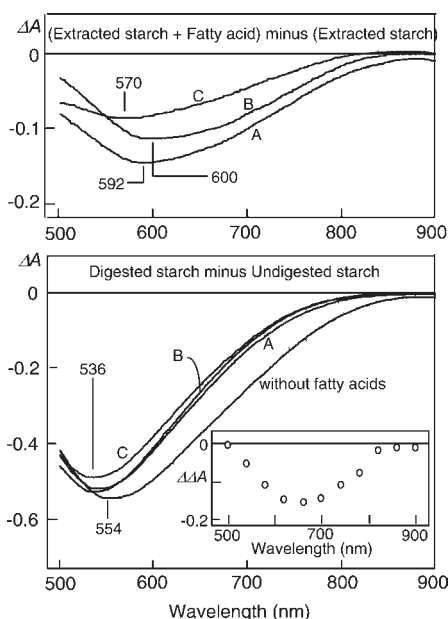 ΔA
(Extracted starch + Fatty acid) minus (Extracted starch)
0
570
C
B
A
-0.1
592
600
-0.2
500 600 700 800 900
ΔA
Digested starch minus Undigested starch
0
-0.2
B
A
536
without fatty acids
-0.4
C
554
0
ΔΔA
-0.2
500 700 900
Wavelength (nm)
-0.6
500 600 700 800 900
Wavelength (nm)